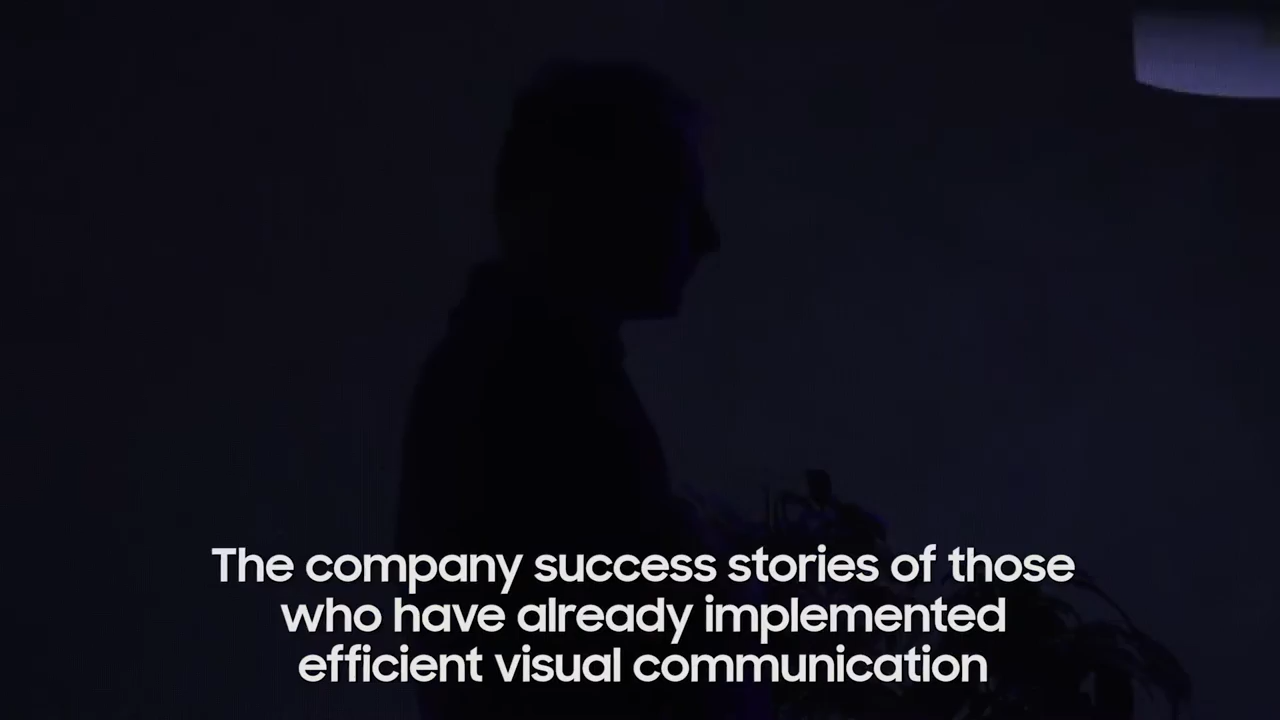 The company success stories of those
who have already implemented
efficient visual communication